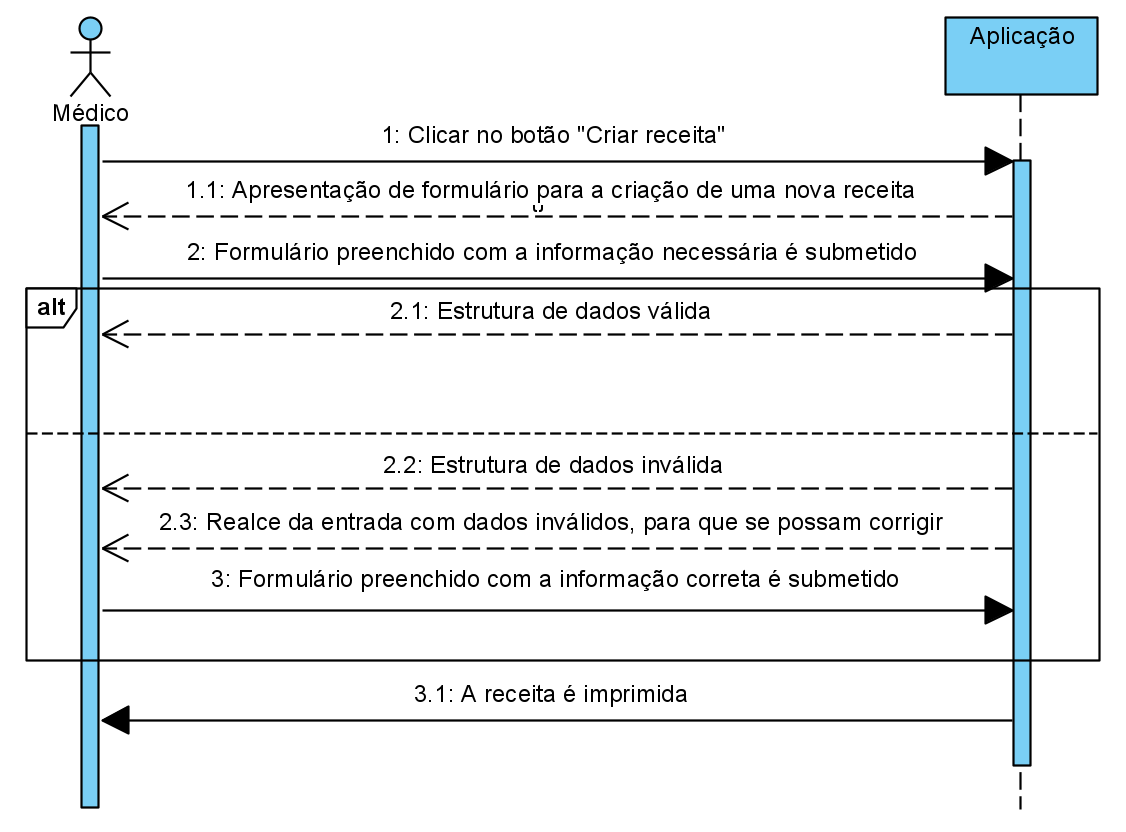 Médico
Aplicação
1: Clicar no botão "Criar receita"
1.1: Apresentação de formulário para a criação de uma nova receita
2: Formulário preenchido com a informação necessária é submetido
alt
2.1: Estrutura de dados válida
2.2: Estrutura de dados inválida
2.3: Realce da entrada com dados inválidos, para que se possam corrigir
3: Formulário preenchido com a informação correta é submetido
3.1: A receita é imprimida